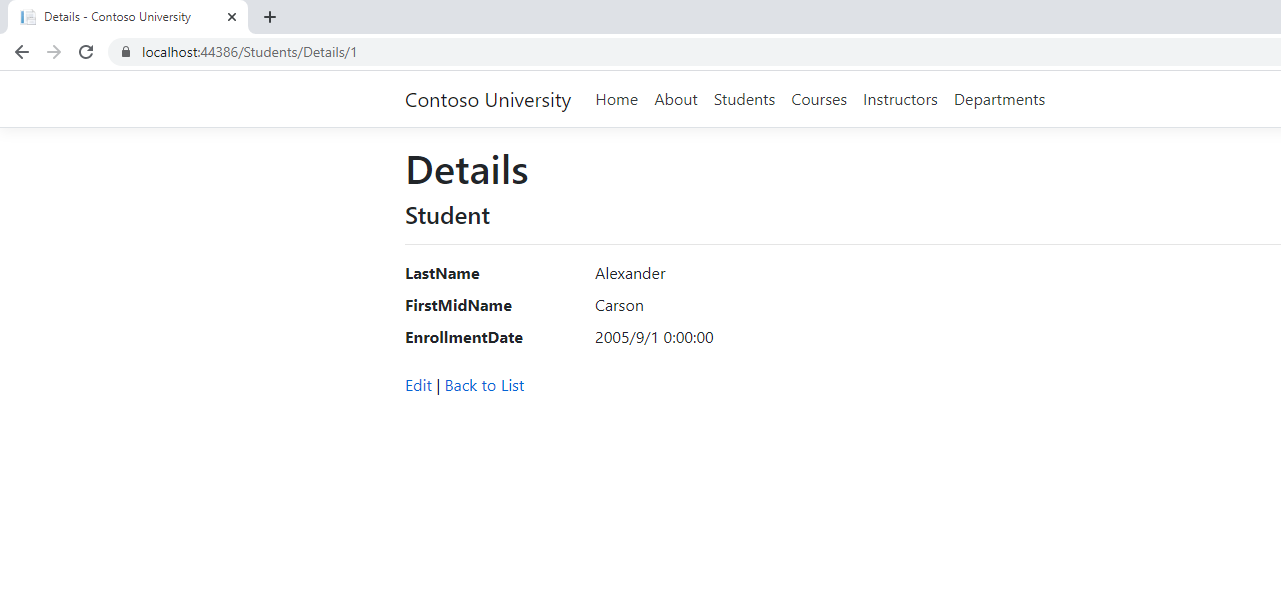 Details - Contoso University
localhost:44386/Students/Details/1
Contoso University Home About Students Courses Instructors Departments
Details
Student
LastName Alexander
FirstMidName Carson
EnrollmentDate 2005/9/1 0:00:00
Edit | Back to List